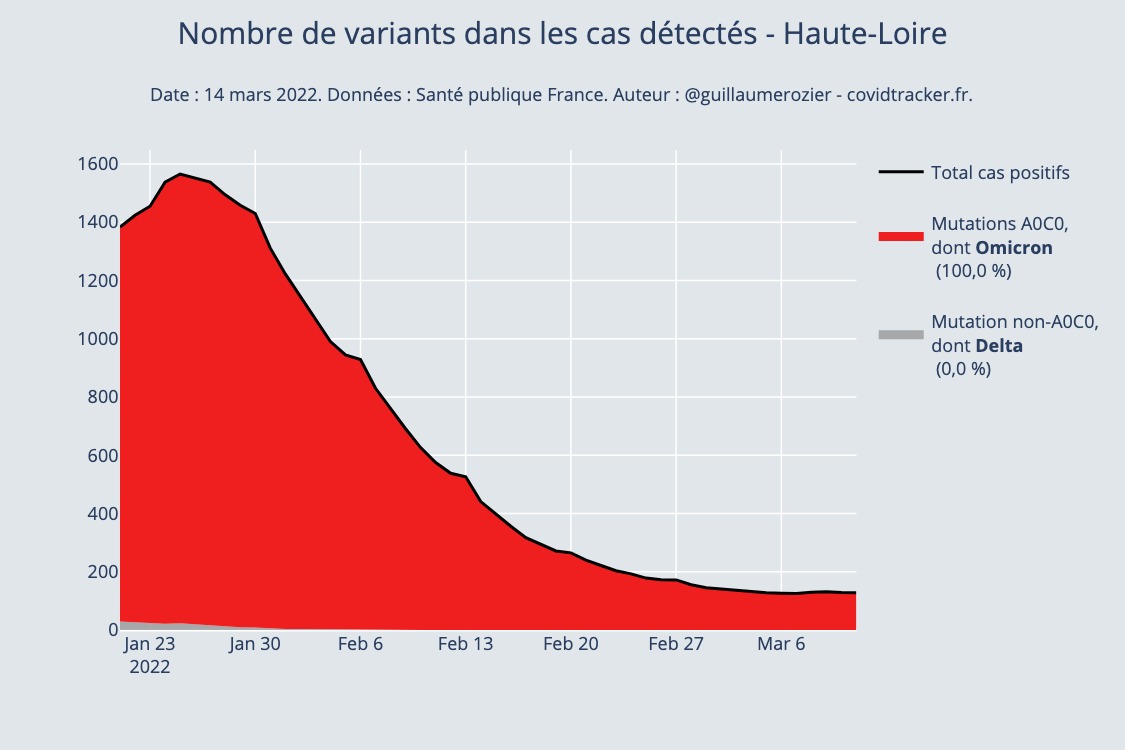 Nombre de variants dans les cas détectés - Haute-Loire
Date : 14 mars 2022. Données : Santé publique France. Auteur : @guillaumerozier - covidtracker.fr.
1600
1400
1200
1000
800
600
400
200
0
Jan 23
2022
Jan 30
Feb 6
Feb 13
Feb 20
Feb 27
Mar 6
Total cas positifs
Mutations A0C0,
dont Omicron
(100,0 %)
Mutation non-A0C0,
dont Delta
(0,0 %)